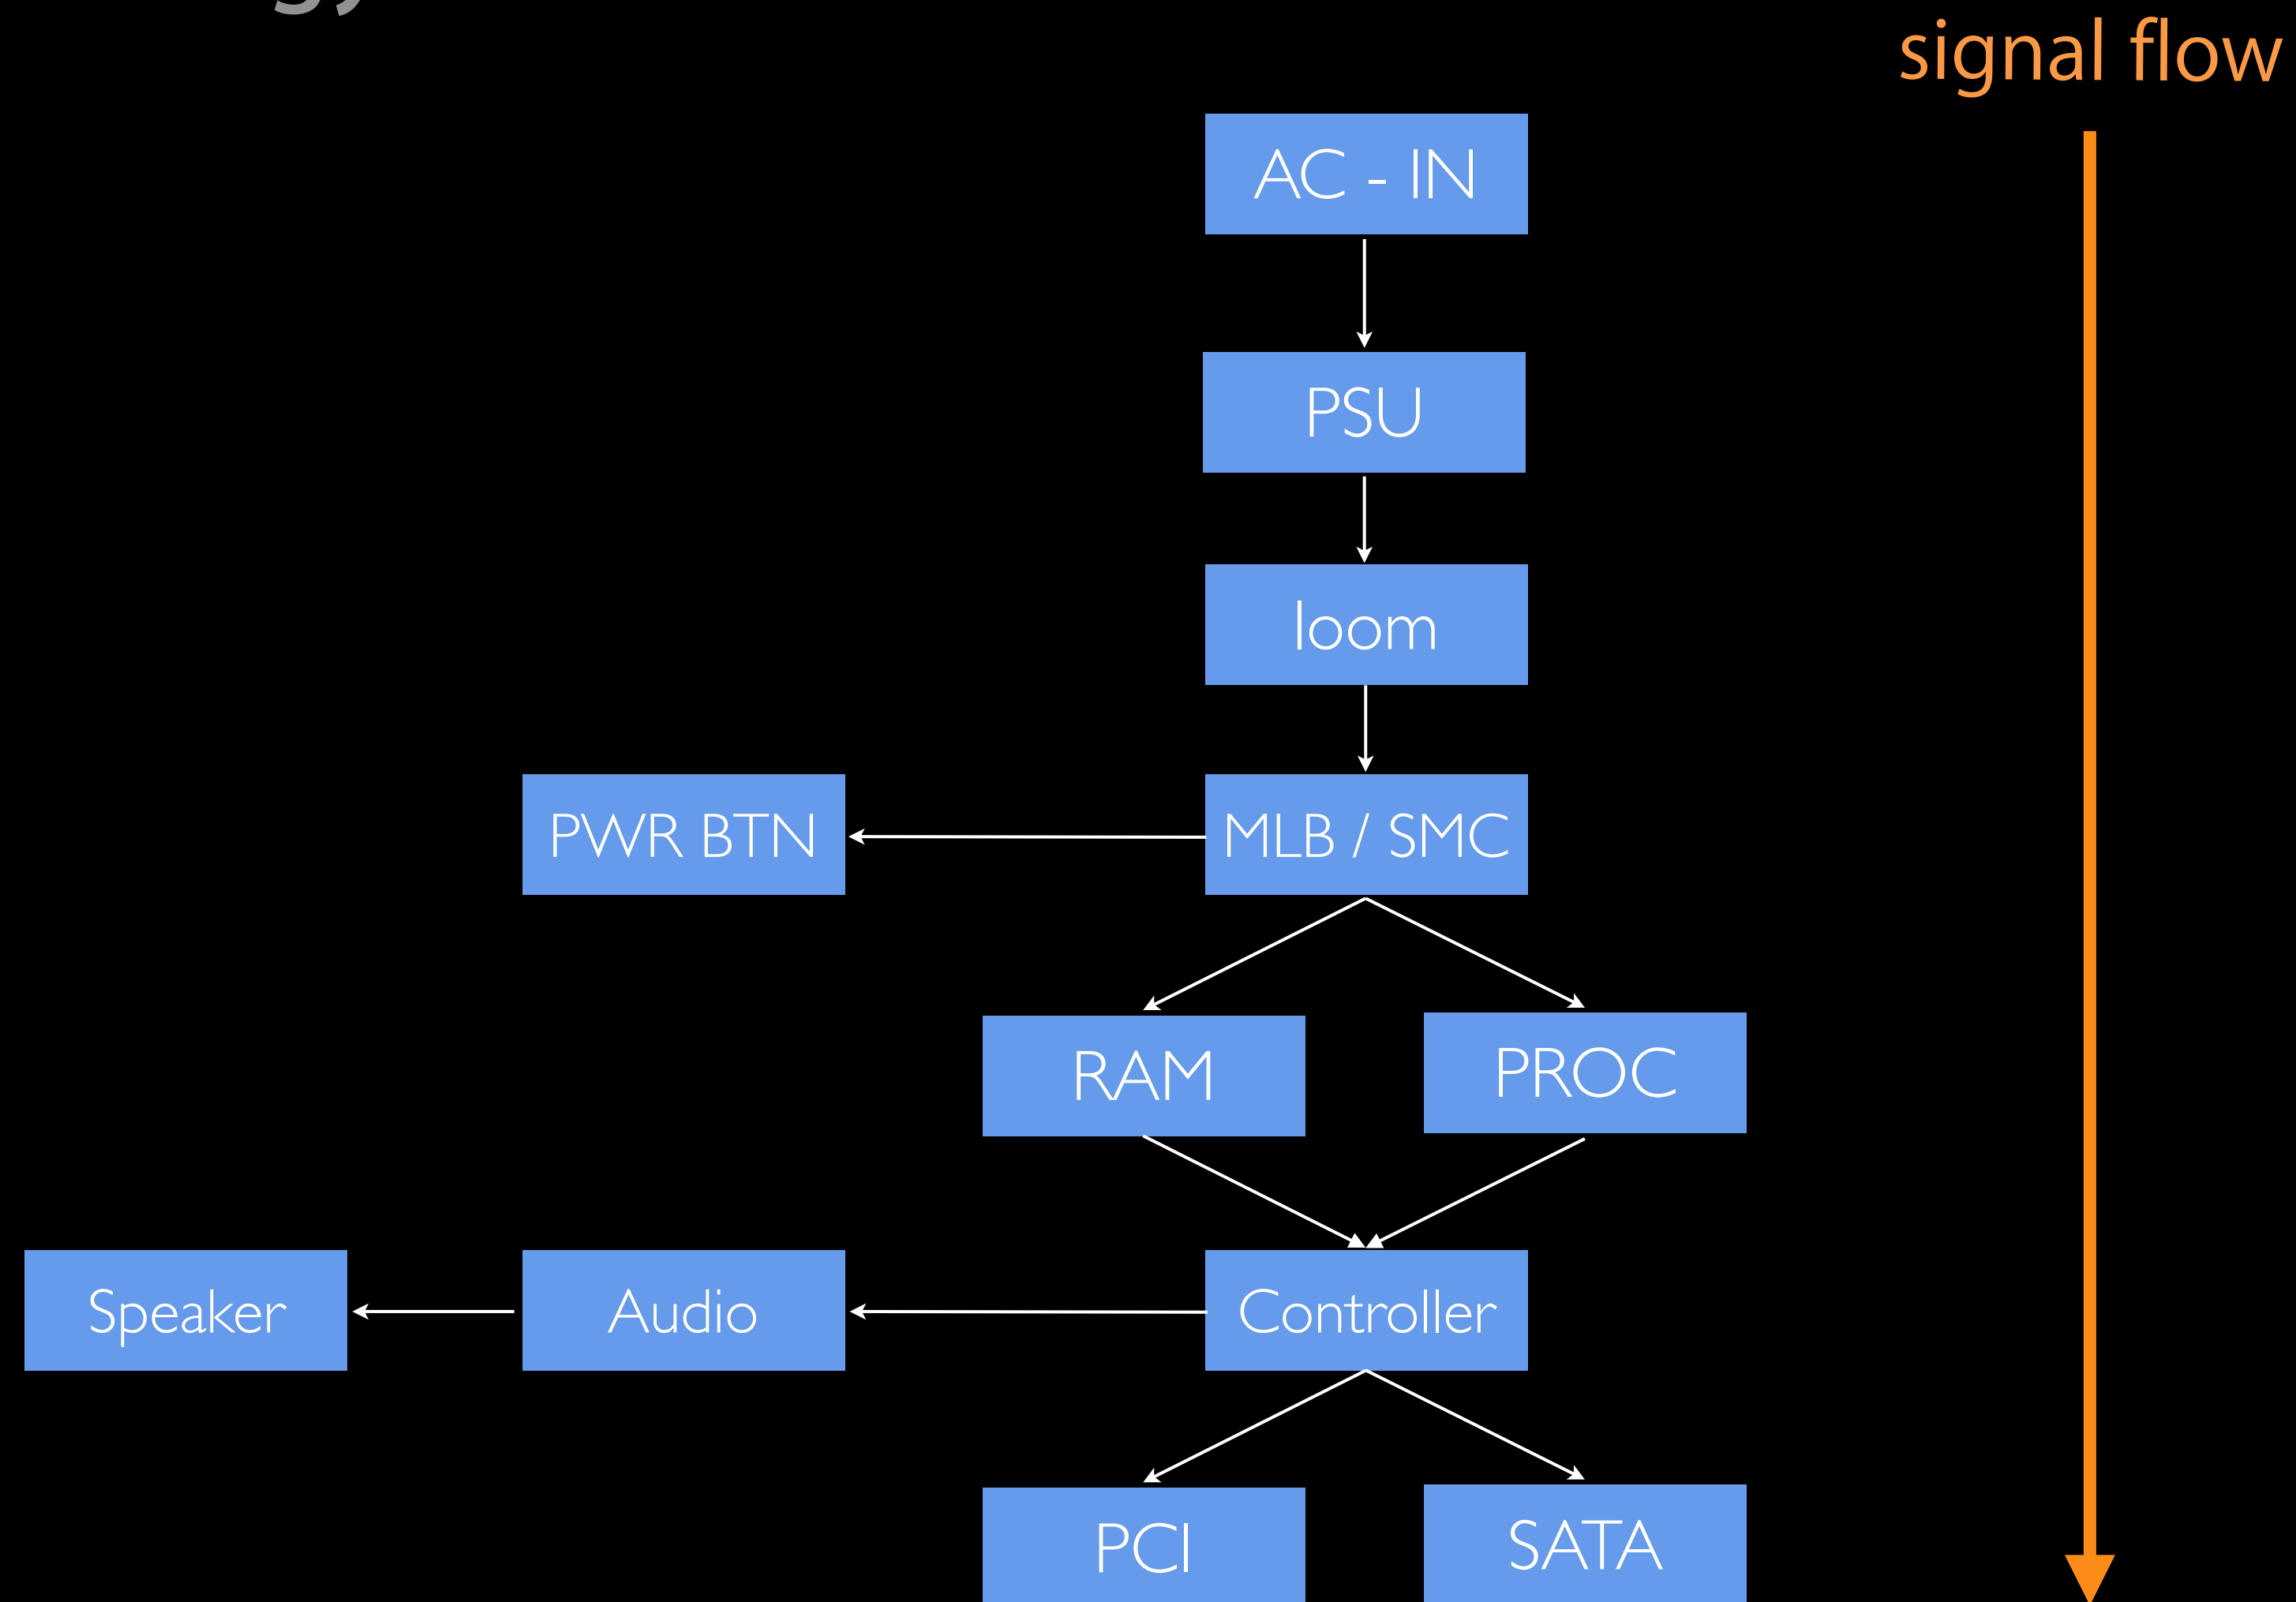 signal flow
AC - IN
PSU
loom
PWR BTN
MLB / SMC
RAM
PROC
Speaker
Audio
Controller
PCI
SATA